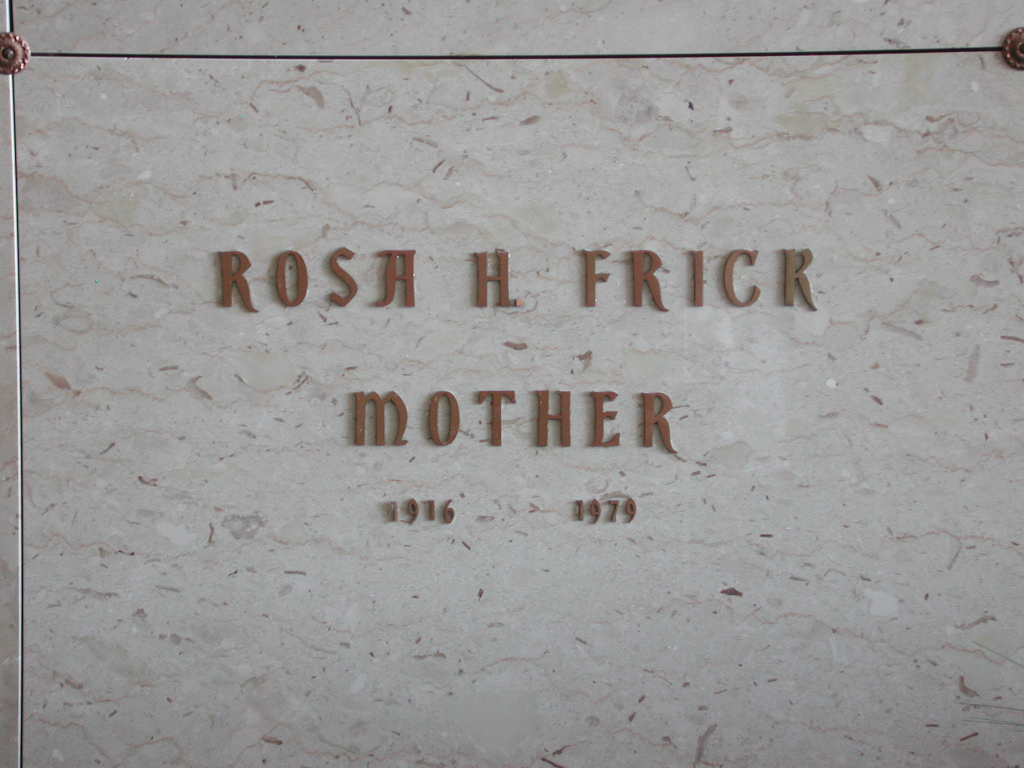 ROSA H. FRICK
MOTHER
1916 1979